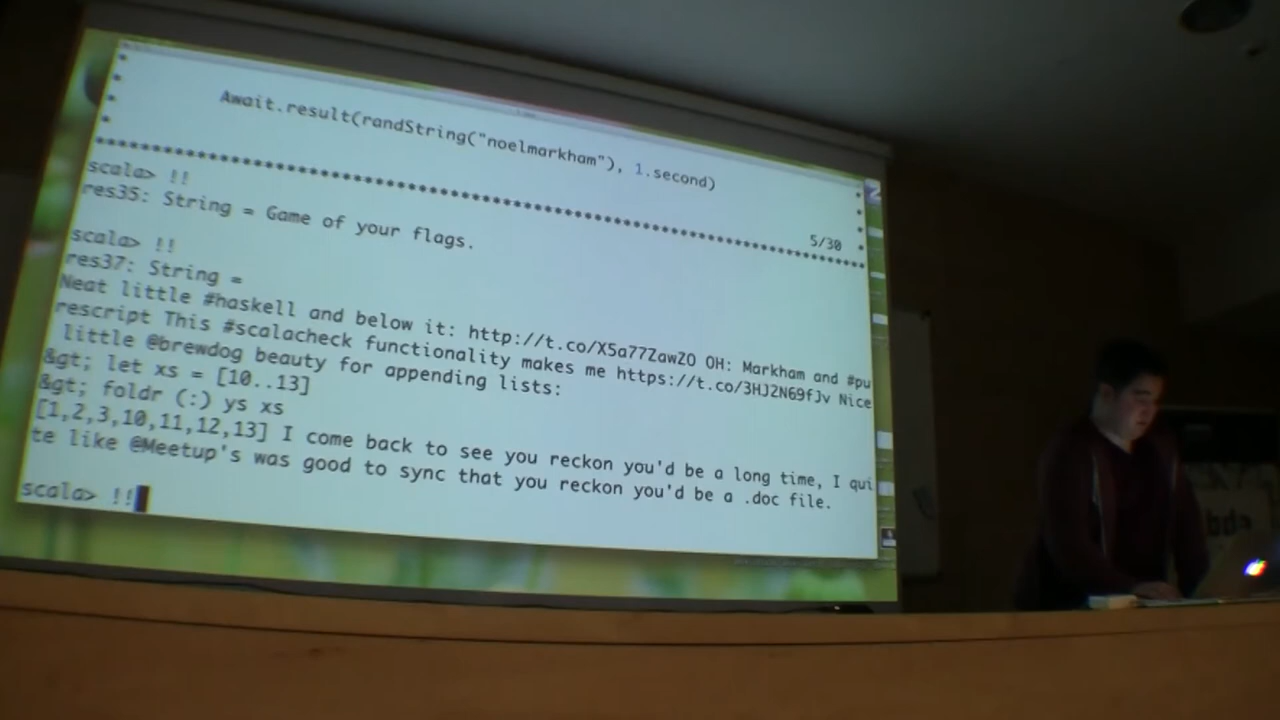 Await.result(randString("noelmarkham"), 1.second)
5/30
scala> !!
res35: String = Game of your flags.
scala> !!
res37: String =
Neat little #haskell and below it: http://t.co/X5a77ZawZO OH: Markham and #pu
rescript This #scalacheck functionality makes me https://t.co/3HJ2N69fJv Nice
little @brewdog beauty for appending lists:
&gt; let xs = [10..13]
&gt; foldr (:) ys xs
[1,2,3,10,11,12,13] I come back to see you reckon you'd be a long time, I qui
te like @Meetup's was good to sync that you reckon you'd be a .doc file.
scala> !!
bda